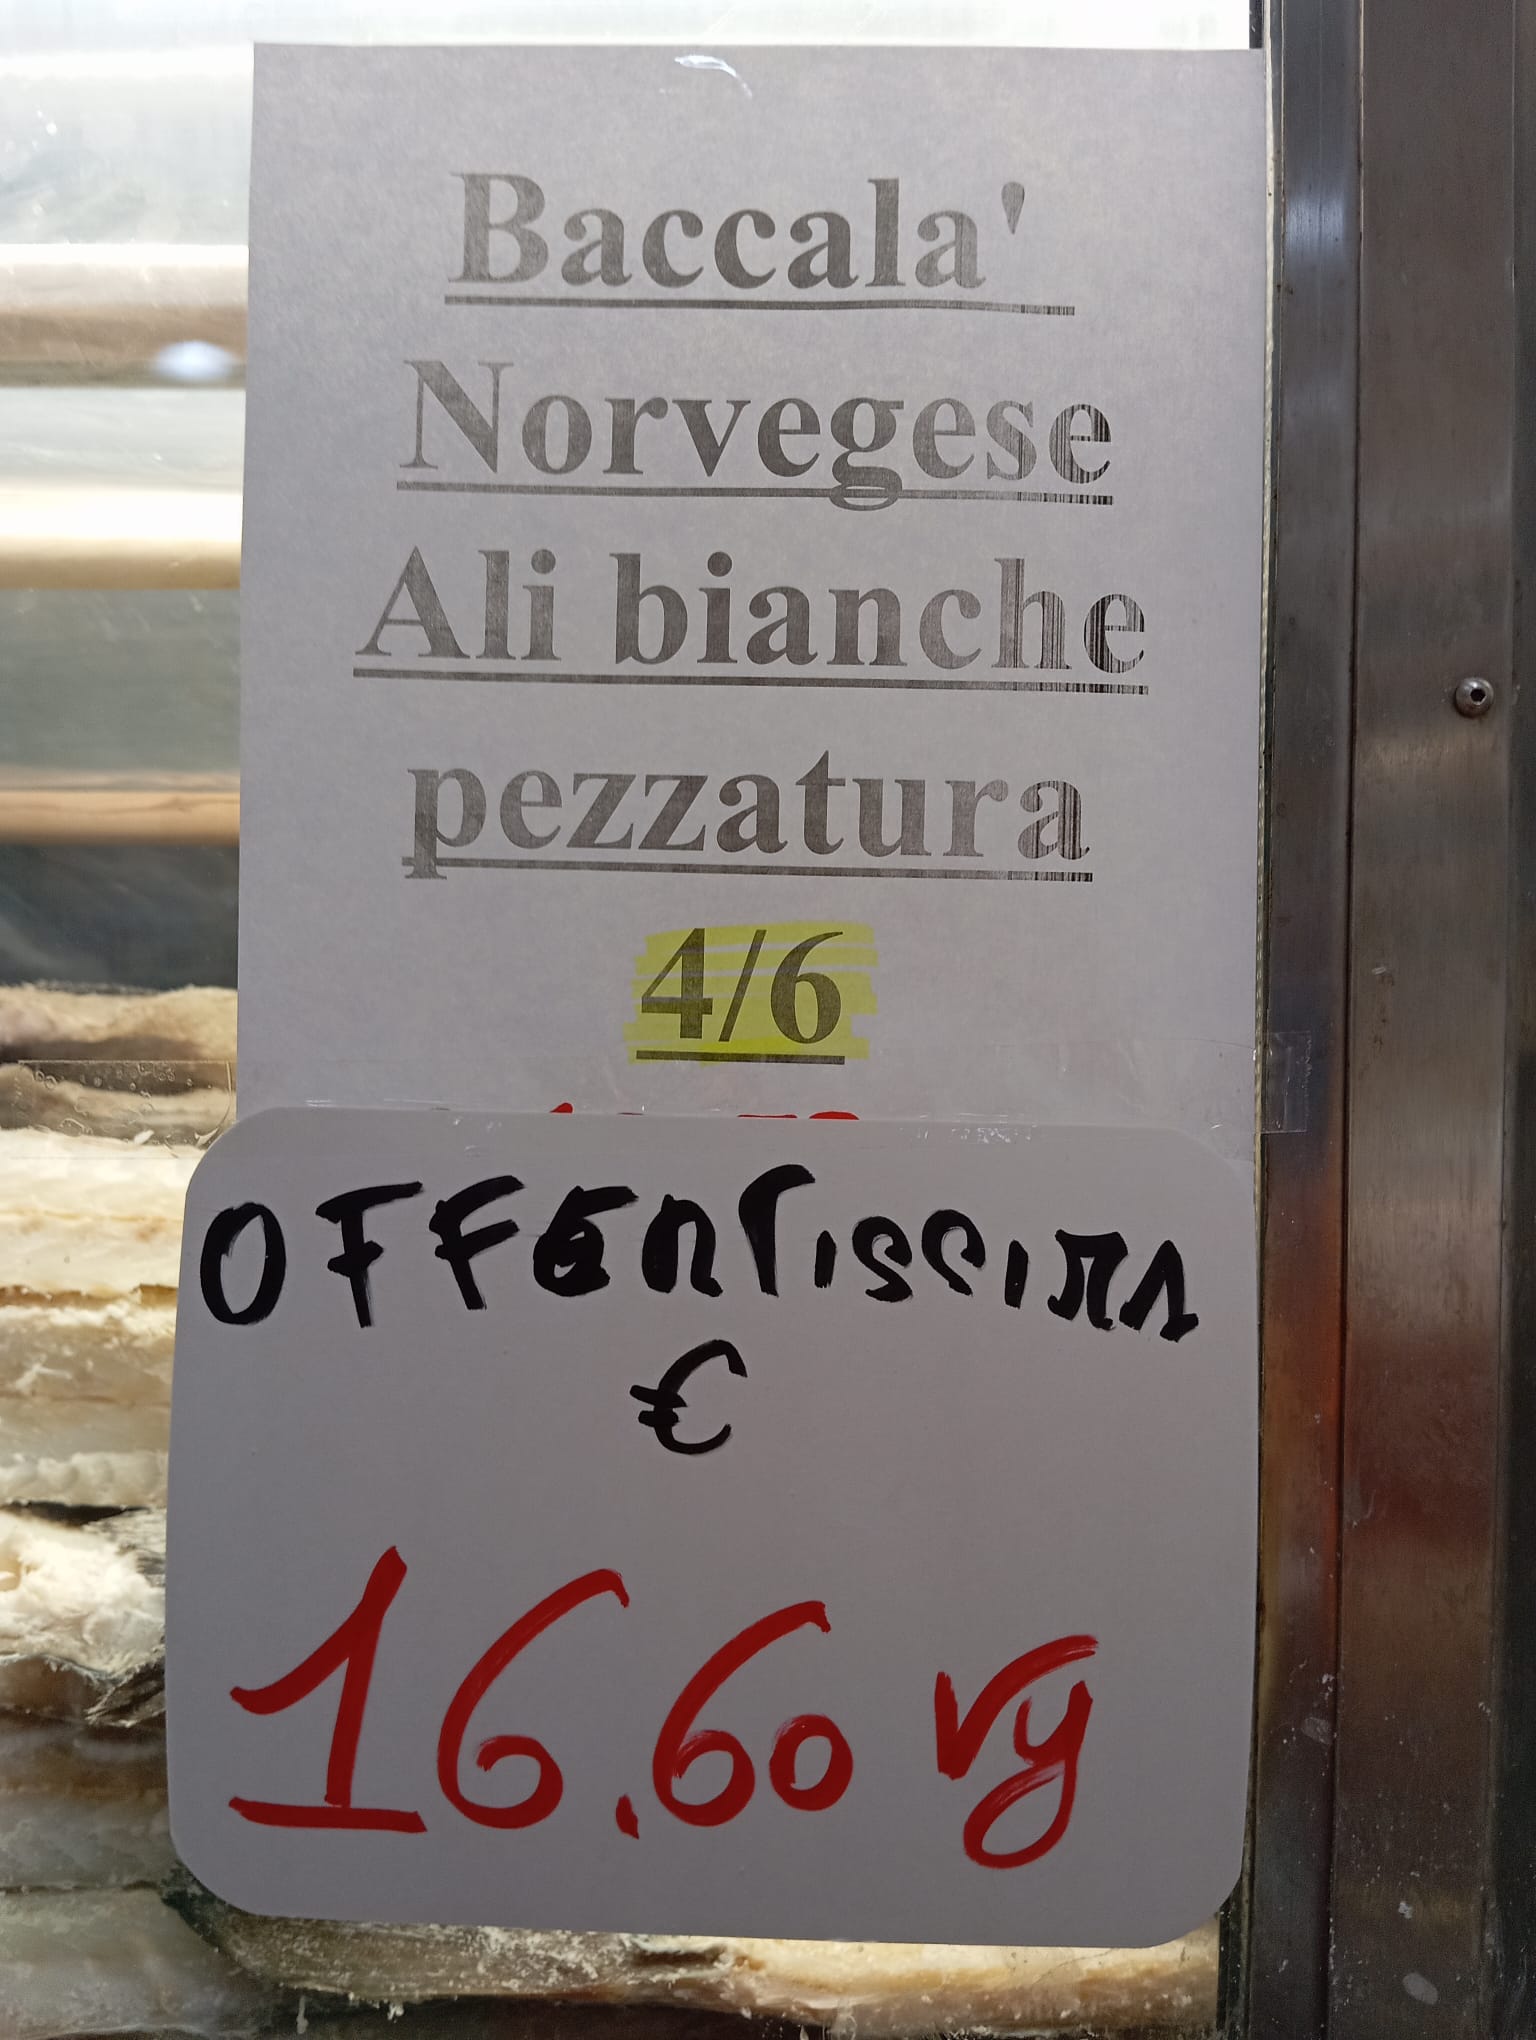 Baccala'
Norvegese
Ali bianche
pezzatura
4/6
OFFERTISSIMA
€
16.60 Kg